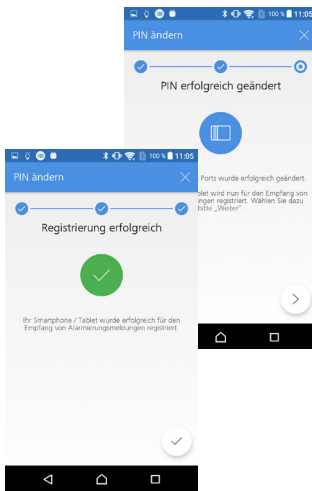 100 % 11:05
PIN ändern
PIN erfolgreich geändert
Ports wurde erfolgreich geändert.
wird nun für den Empfang von
registriert. Wählen Sie dazu
bitte „Weiter“
100 % 11:05
PIN ändern
Registrierung erfolgreich
Ihr Smartphone / Tablet wurde erfolgreich für den
Empfang von Alarmierungsmeldungen registriert.